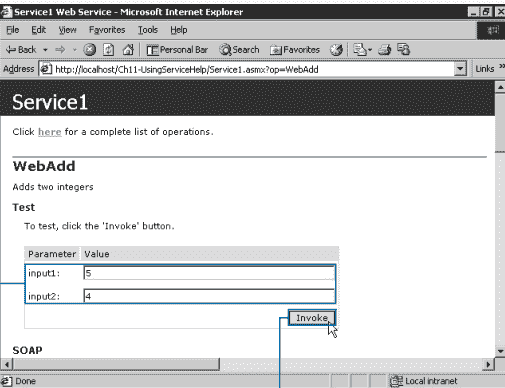 Service1 Web Service - Microsoft Internet Explorer
File Edit View Favorites Tools Help
Back Personal Bar Search Favorites
Address http://localhost/Ch11-UsingServiceHelp/Service1.asmx?op=WebAdd Links »
Service1
Click here for a complete list of operations.
WebAdd
Adds two integers
Test
To test, click the 'Invoke' button.
Parameter Value
input1: 5
input2: 4
Invoke
SOAP
Done Local intranet